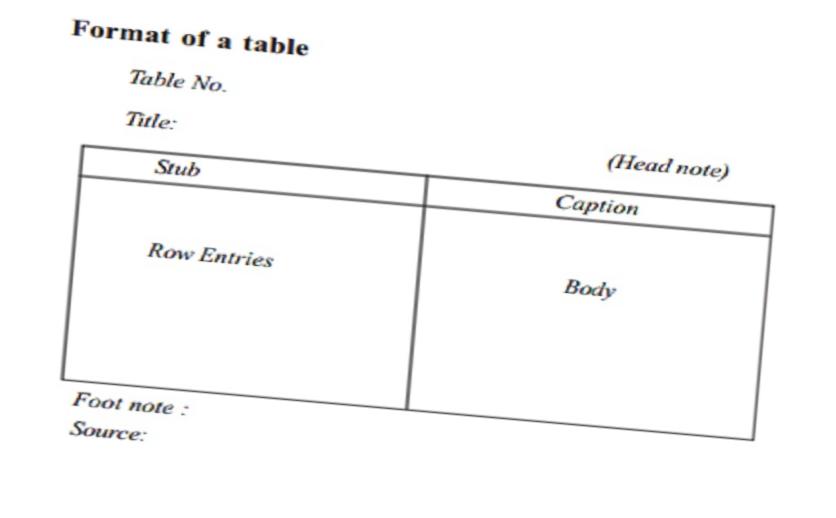 Format of a table
Table No.
Title:
(Head note)
Stub Caption
Row Entries Body
Foot note :
Source: